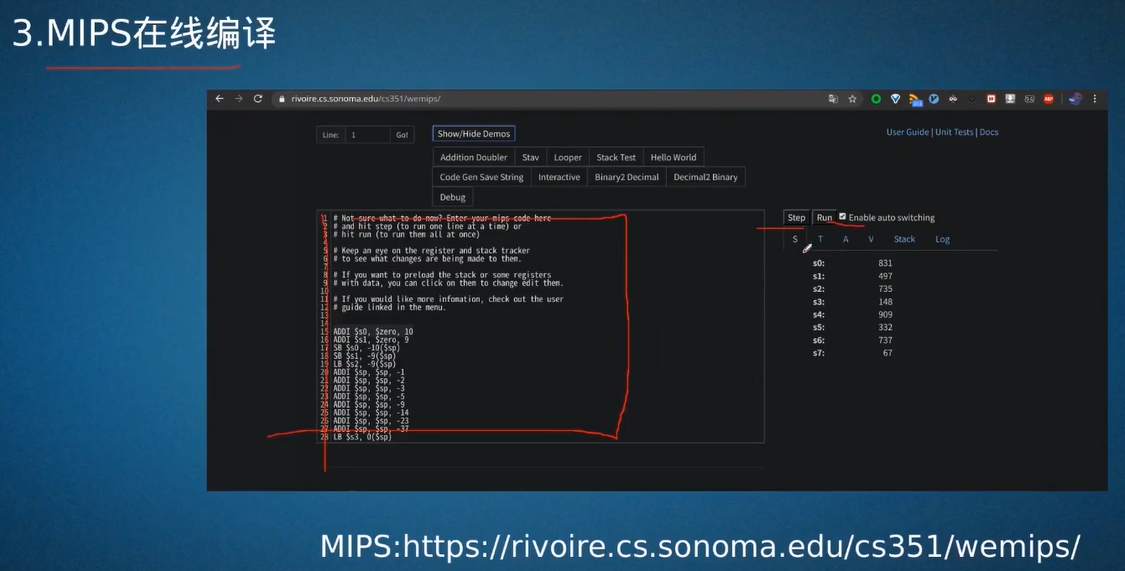 3.MIPS在线编译
rivoire.cs.sonoma.edu/cs351/wemips/
Line: 1 Go! Show/Hide Demos User Guide | Unit Tests | Docs
Addition Doubler Stav Looper Stack Test Hello World
Code Gen Save String Interactive Binary2 Decimal Decimal2 Binary
Debug
Step Run Enable auto switching
S T A V Stack Log
1 # Not sure what to do now? Enter your mips code here
2 # and hit step (to run one line at a time) or
3 # hit run (to run them all at once)
4
5 # Keep an eye on the register and stack tracker
6 # to see what changes are being made to them.
7
8 # If you want to preload the stack or some registers
9 # with data, you can click on them to change edit them.
10
11 # If you would like more infomation, check out the user
12 # guide linked in the menu.
13
14
15 ADDI $s0, $zero, 10
16 ADDI $s1, $zero, 9
17 SB $s0, -10($sp)
18 SB $s1, -9($sp)
19 LB $s2, -9($sp)
20 ADDI $sp, $sp, -1
21 ADDI $sp, $sp, -2
22 ADDI $sp, $sp, -3
23 ADDI $sp, $sp, -5
24 ADDI $sp, $sp, -9
25 ADDI $sp, $sp, -14
26 ADDI $sp, $sp, -23
27 ADDI $sp, $sp, -37
28 LB $s3, 0($sp)
s0: 831
s1: 497
s2: 735
s3: 148
s4: 909
s5: 332
s6: 737
s7: 67
MIPS:https://rivoire.cs.sonoma.edu/cs351/wemips/